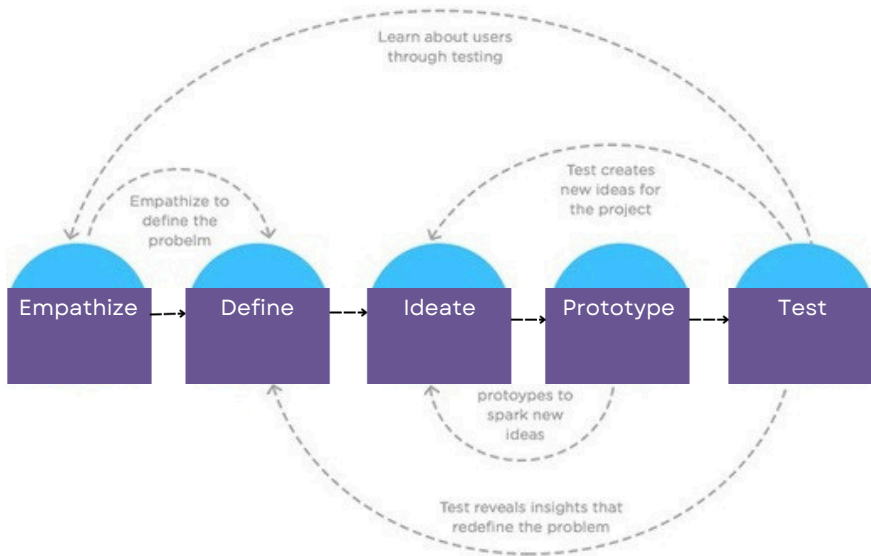 Learn about users
through testing
Test creates
new ideas for
the project
Empathize to
define the
probelm
Empathize
Define
Ideate
Prototype
Test
protoypes to
spark new
ideas
Test reveals insights that
redefine the problem